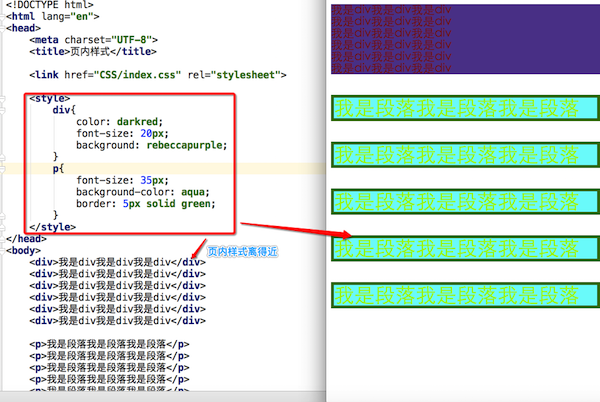 <!DOCTYPE html>
<html lang="en">
<head>
<meta charset="UTF-8">
<title>页内样式</title>
<link href="CSS/index.css" rel="stylesheet">
<style>
div{
color: darkred;
font-size: 20px;
background: rebeccapurple;
}
p{
font-size: 35px;
background-color: aqua;
border: 5px solid green;
}
</style>
</head>
<body>
页内样式离得近
<div>我是div我是div我是div</div>
<div>我是div我是div我是div</div>
<div>我是div我是div我是div</div>
<div>我是div我是div我是div</div>
<div>我是div我是div我是div</div>
<p>我是段落我是段落我是段落</p>
<p>我是段落我是段落我是段落</p>
<p>我是段落我是段落我是段落</p>
<p>我是段落我是段落我是段落</p>
<p>我是段落我是段落我是段落</p>
我是div我是div我是div
我是div我是div我是div
我是div我是div我是div
我是div我是div我是div
我是div我是div我是div
我是div我是div我是div
我是段落我是段落我是段落
我是段落我是段落我是段落
我是段落我是段落我是段落
我是段落我是段落我是段落
我是段落我是段落我是段落